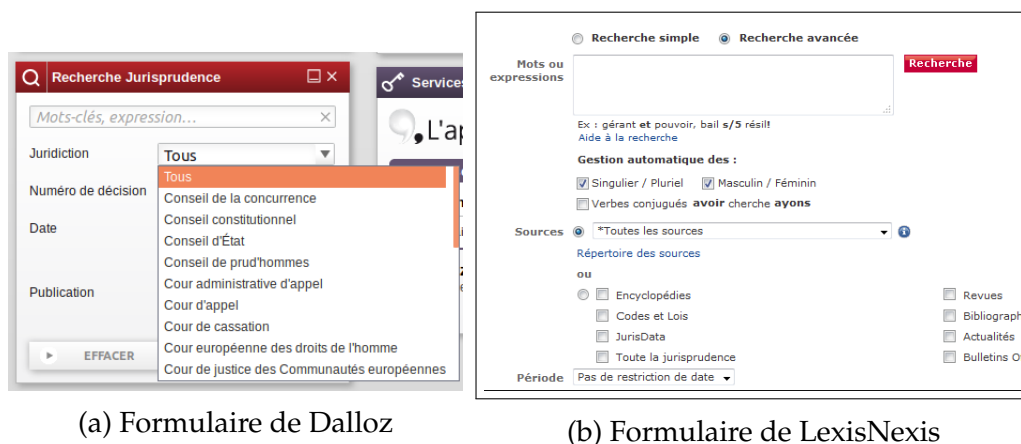 Recherche Jurisprudence
Mots-clés, expression...
Juridiction
Tous
Tous
Numéro de décision
Conseil de la concurrence
Conseil constitutionnel
Date
Conseil d'État
Conseil de prud'hommes
Cour administrative d'appel
Publication
Cour d'appel
Cour de cassation
EFFACER
Cour européenne des droits de l'homme
Cour de justice des Communautés européennes
Services
L'ap
(a) Formulaire de Dalloz
Recherche simple Recherche avancée
Mots ou
expressions
Recherche
Ex : gérant et pouvoir, bail s/5 résil!
Aide à la recherche
Gestion automatique des :
Singulier / Pluriel Masculin / Féminin
Verbes conjugués avoir cherche ayons
Sources *Toutes les sources
Répertoire des sources
ou
Encyclopédies Revues
Codes et Lois Bibliograph
JurisData Actualités
Toute la jurisprudence Bulletins O
Période Pas de restriction de date
(b) Formulaire de LexisNexis